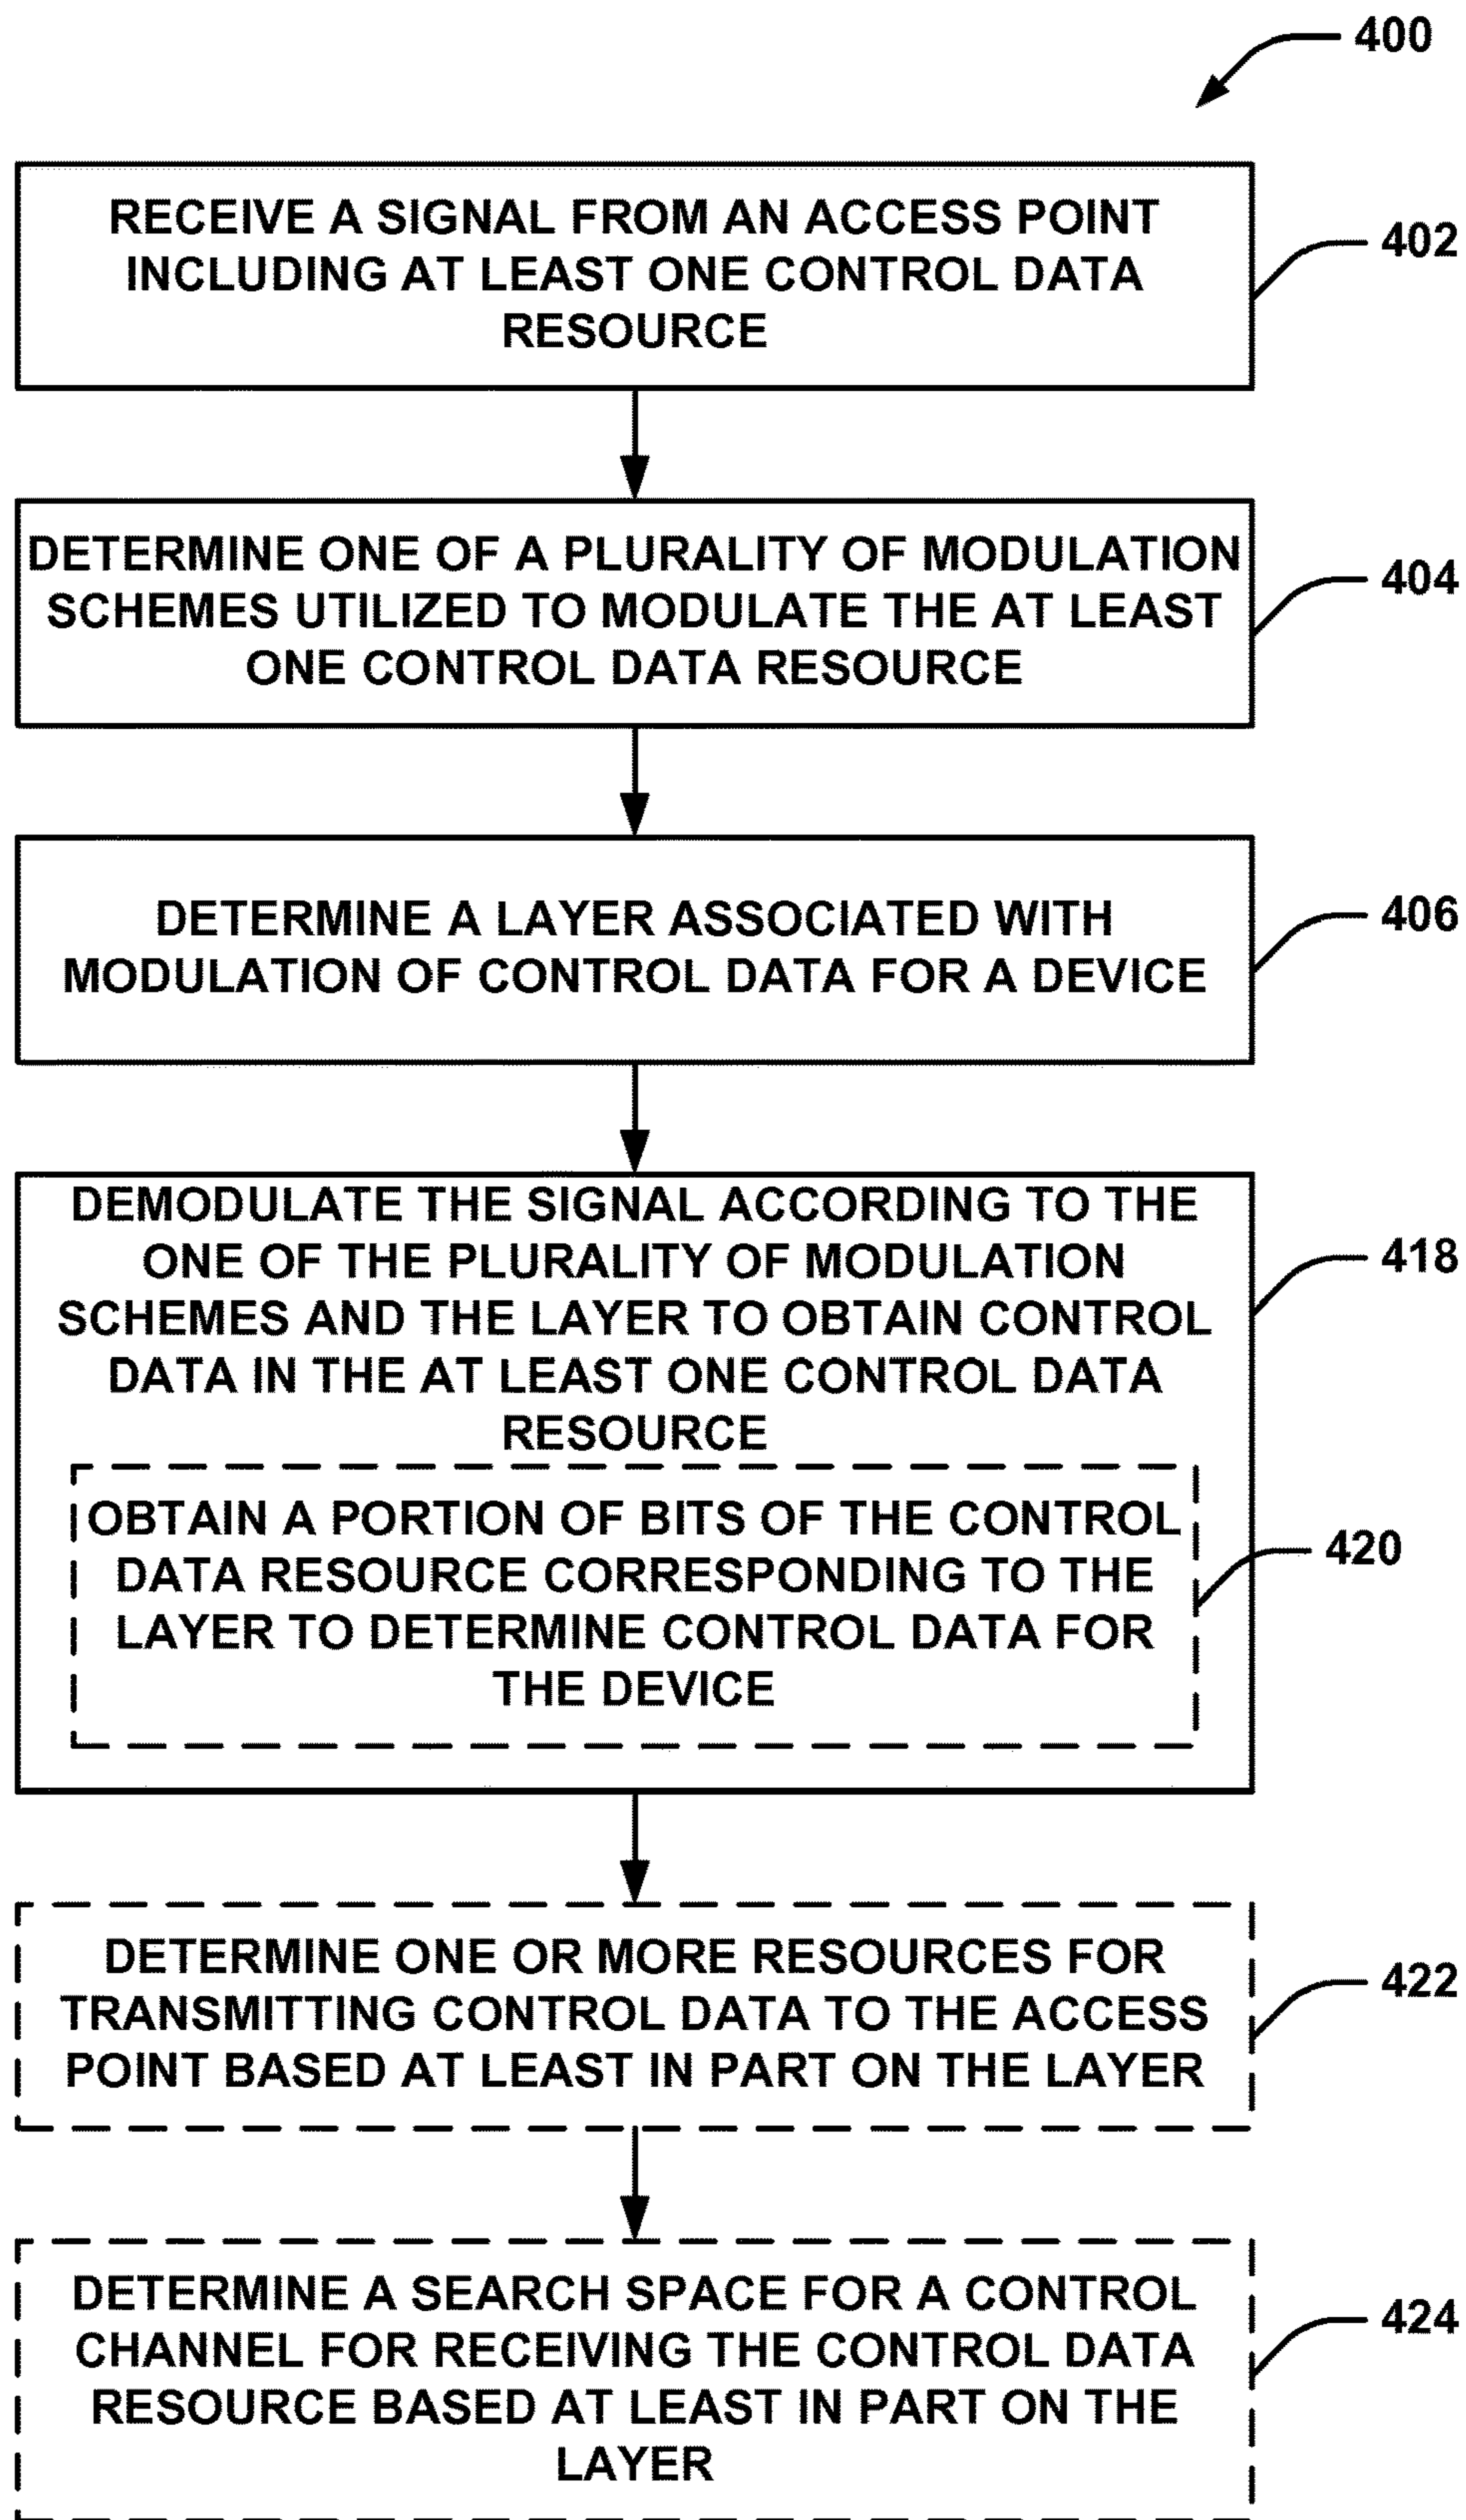 400
RECEIVE A SIGNAL FROM AN ACCESS POINT
INCLUDING AT LEAST ONE CONTROL DATA
RESOURCE
402
DETERMINE ONE OF A PLURALITY OF MODULATION
SCHEMES UTILIZED TO MODULATE THE AT LEAST
ONE CONTROL DATA RESOURCE
404
DETERMINE A LAYER ASSOCIATED WITH
MODULATION OF CONTROL DATA FOR A DEVICE
406
DEMODULATE THE SIGNAL ACCORDING TO THE
ONE OF THE PLURALITY OF MODULATION
SCHEMES AND THE LAYER TO OBTAIN CONTROL
DATA IN THE AT LEAST ONE CONTROL DATA
RESOURCE
418
OBTAIN A PORTION OF BITS OF THE CONTROL
DATA RESOURCE CORRESPONDING TO THE
LAYER TO DETERMINE CONTROL DATA FOR
THE DEVICE
420
DETERMINE ONE OR MORE RESOURCES FOR
TRANSMITTING CONTROL DATA TO THE ACCESS
POINT BASED AT LEAST IN PART ON THE LAYER
422
DETERMINE A SEARCH SPACE FOR A CONTROL
CHANNEL FOR RECEIVING THE CONTROL DATA
RESOURCE BASED AT LEAST IN PART ON THE
LAYER
424